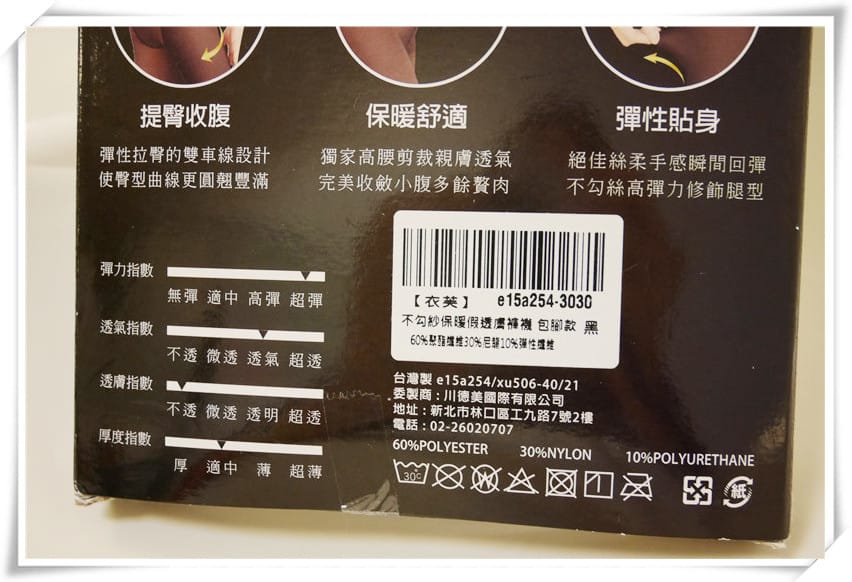 提臀收腹
彈性拉臀的雙車線設計
使臀型曲線更圓翹豐滿
保暖舒適
獨家高腰剪裁親膚透氣
完美收斂小腹多餘贅肉
彈性貼身
絕佳絲柔手感瞬間回彈
不勾絲高彈力修飾腿型
彈力指數
無彈 適中 高彈 超彈
透氣指數
不透 微透 透氣 超透
透膚指數
不透 微透 透明 超透
厚度指數
厚 適中 薄 超薄
【衣芙】 e15a254-3030
不勾紗保暖假透膚褲襪 包腳款 黑
60%聚酯纖維30%尼龍10%彈性纖維
台灣製 e15a254/xu506-40/21
委製商：川德美國際有限公司
地址：新北市林口區工九路7號2樓
電話：02-26020707
60%POLYESTER 30%NYLON 10%POLYURETHANE
30c
紙